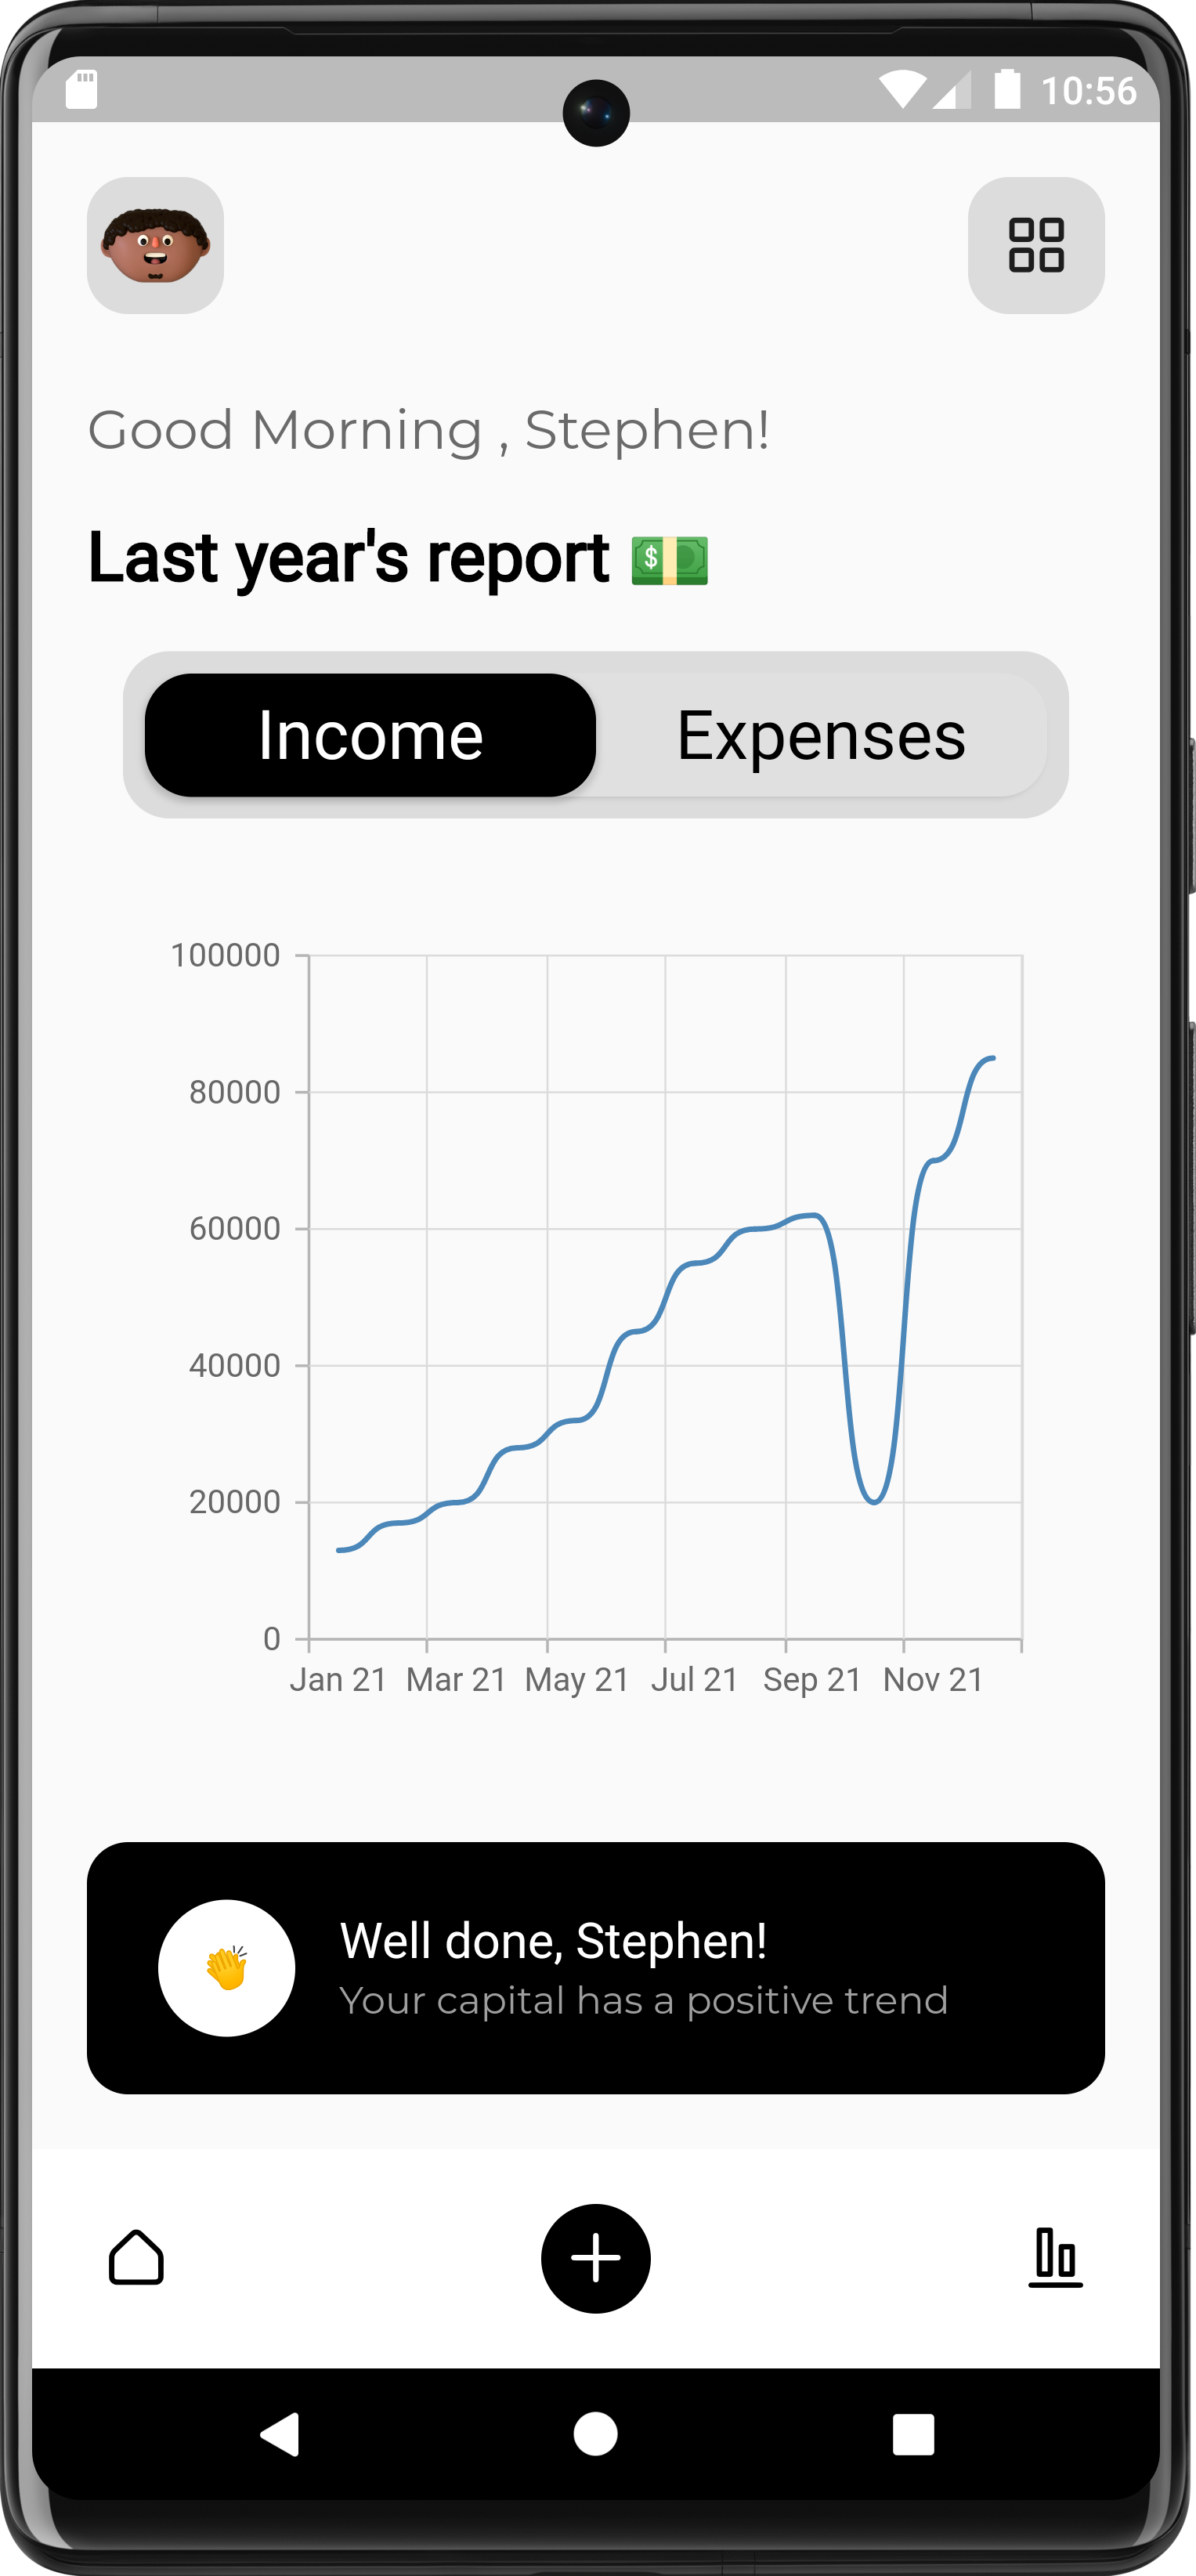 10:56
Good Morning , Stephen!
Last year's report 💵
Income Expenses
100000
80000
60000
40000
20000
0
Jan 21 Mar 21 May 21 Jul 21 Sep 21 Nov 21
Well done, Stephen!
Your capital has a positive trend